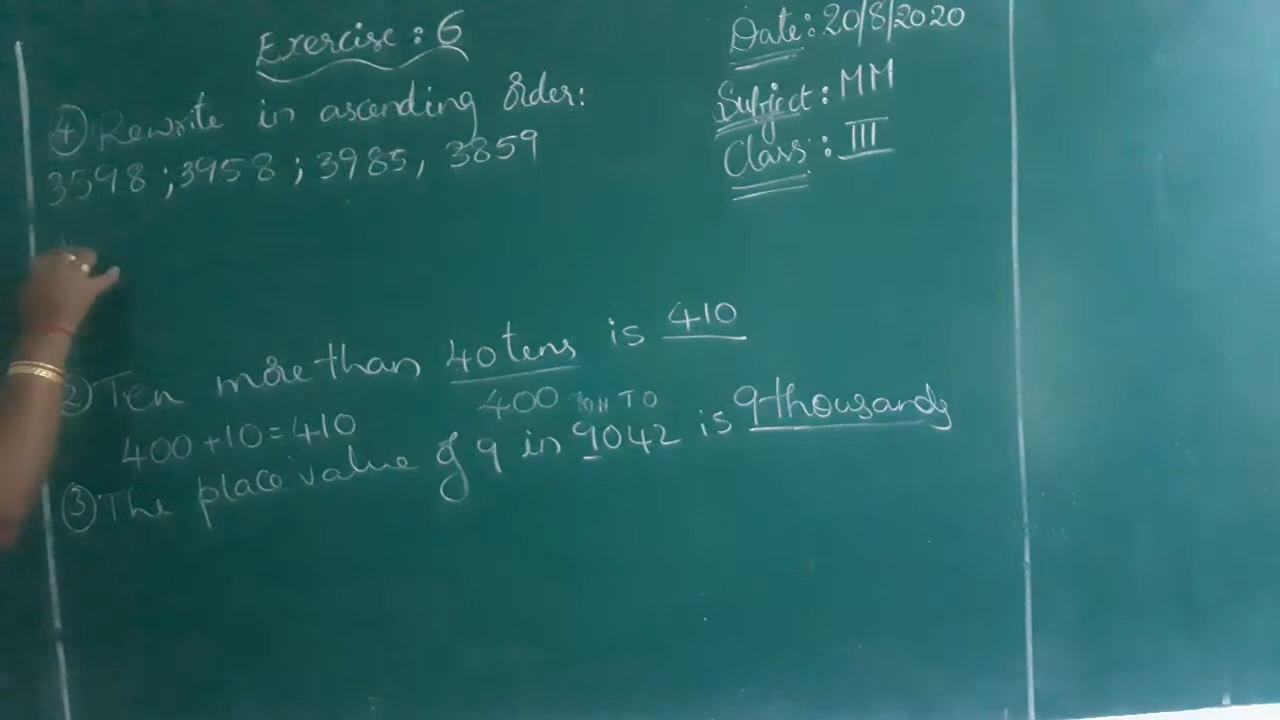 Exercise : 6
Date : 20/8/2020
Subject : MM
Class : III
④ Rewrite in ascending order:
3598 ; 3958 ; 3985, 3859
② Ten more than 40 tens is 410
400
400 + 10 = 410
TH H T O
③ The place value of 9 in 9042 is 9 thousands